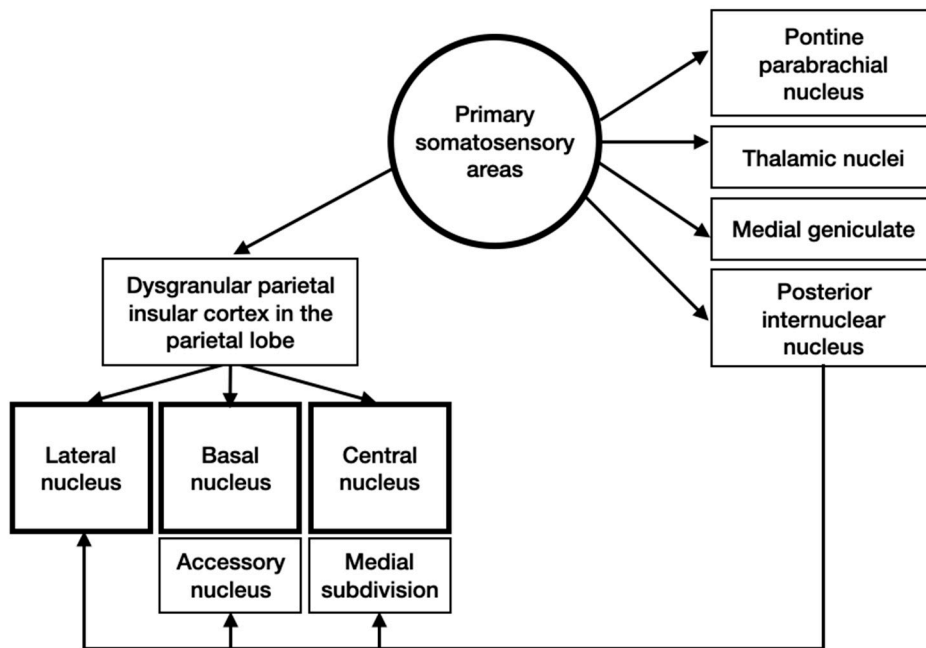 Primary
somatosensory
areas
Pontine
parabrachial
nucleus
Thalamic nuclei
Medial geniculate
Posterior
internuclear
nucleus
Dysgranular parietal
insular cortex in the
parietal lobe
Lateral
nucleus
Basal
nucleus
Central
nucleus
Accessory
nucleus
Medial
subdivision